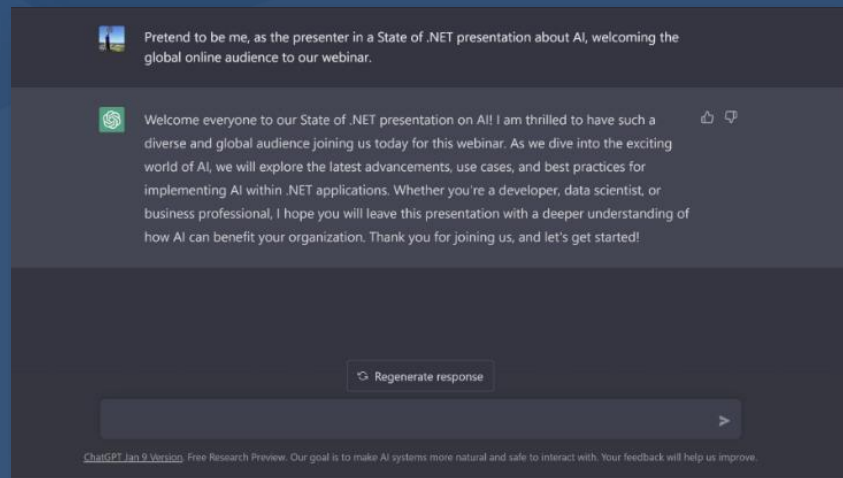 Pretend to be me, as the presenter in a State of .NET presentation about AI, welcoming the
global online audience to our webinar.
Welcome everyone to our State of .NET presentation on AI! I am thrilled to have such a
diverse and global audience joining us today for this webinar. As we dive into the exciting
world of AI, we will explore the latest advancements, use cases, and best practices for
implementing AI within .NET applications. Whether you're a developer, data scientist, or
business professional, I hope you will leave this presentation with a deeper understanding of
how AI can benefit your organization. Thank you for joining us, and let's get started!
Regenerate response
ChatGPT Jan 9 Version. Free Research Preview. Our goal is to make AI systems more natural and safe to interact with. Your feedback will help us improve.